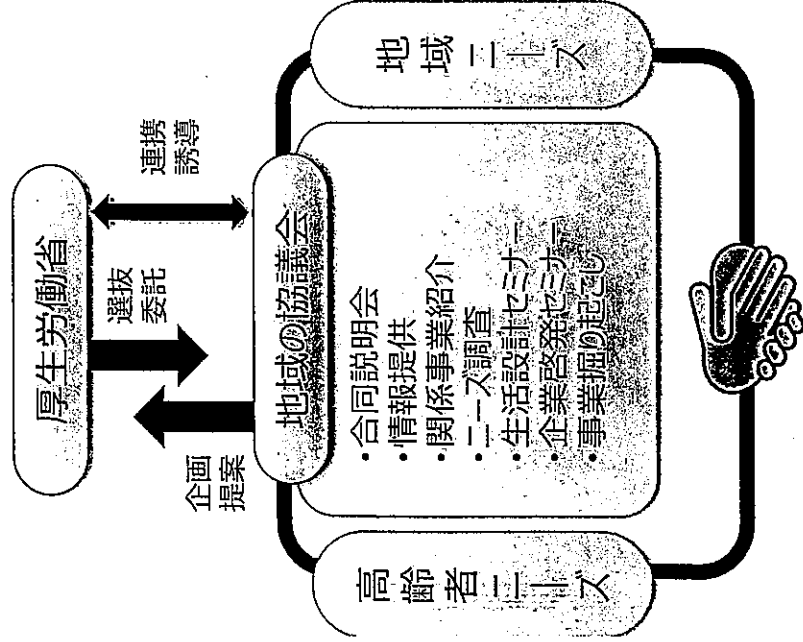 厚生労働省
企画
提案
選抜
委託
連携
誘導
地域の協議会
・合同説明会
・情報提供
・関係事業紹介
・ニーズ調査
・生活設計セミナー
・企業啓発セミナー
・事業掘り起こし
高齢者ニーズ
地域ニーズ